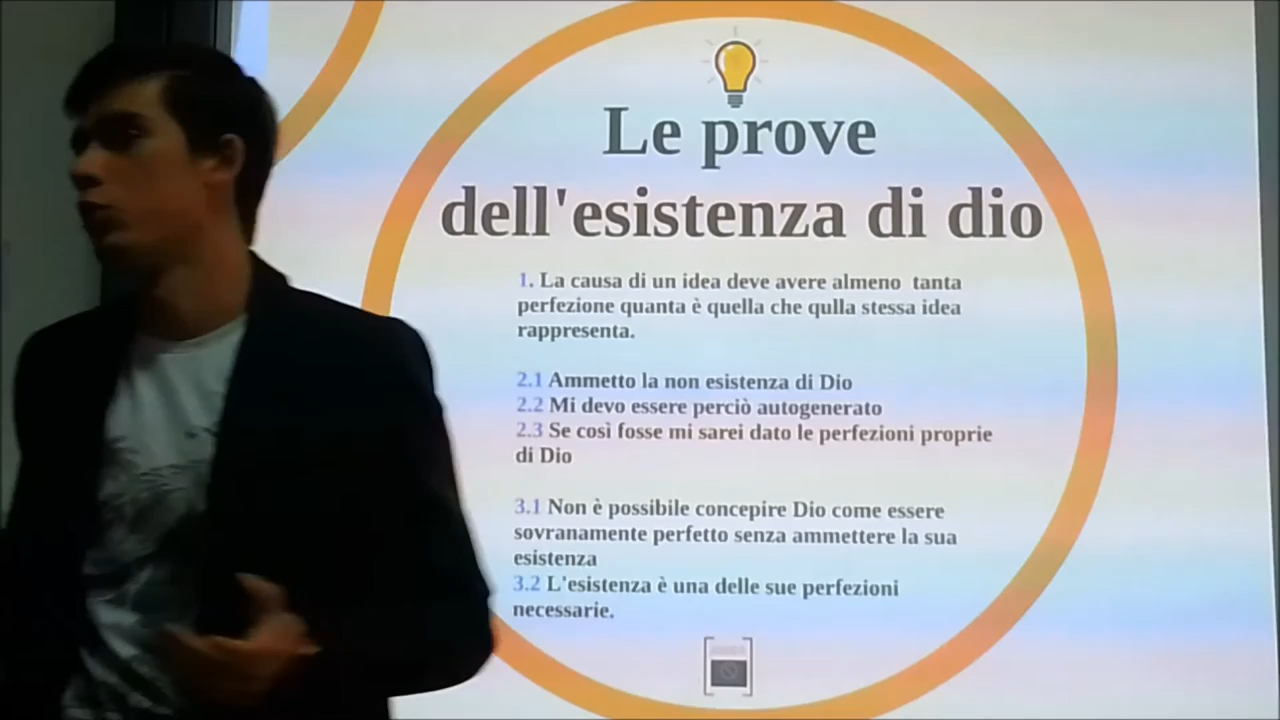 Le prove
dell'esistenza di dio
1. La causa di un idea deve avere almeno tanta
perfezione quanta è quella che qulla stessa idea
rappresenta.
2.1 Ammetto la non esistenza di Dio
2.2 Mi devo essere perciò autogenerato
2.3 Se così fosse mi sarei dato le perfezioni proprie
di Dio
3.1 Non è possibile concepire Dio come essere
sovranamente perfetto senza ammettere la sua
esistenza
3.2 L'esistenza è una delle sue perfezioni
necessarie.